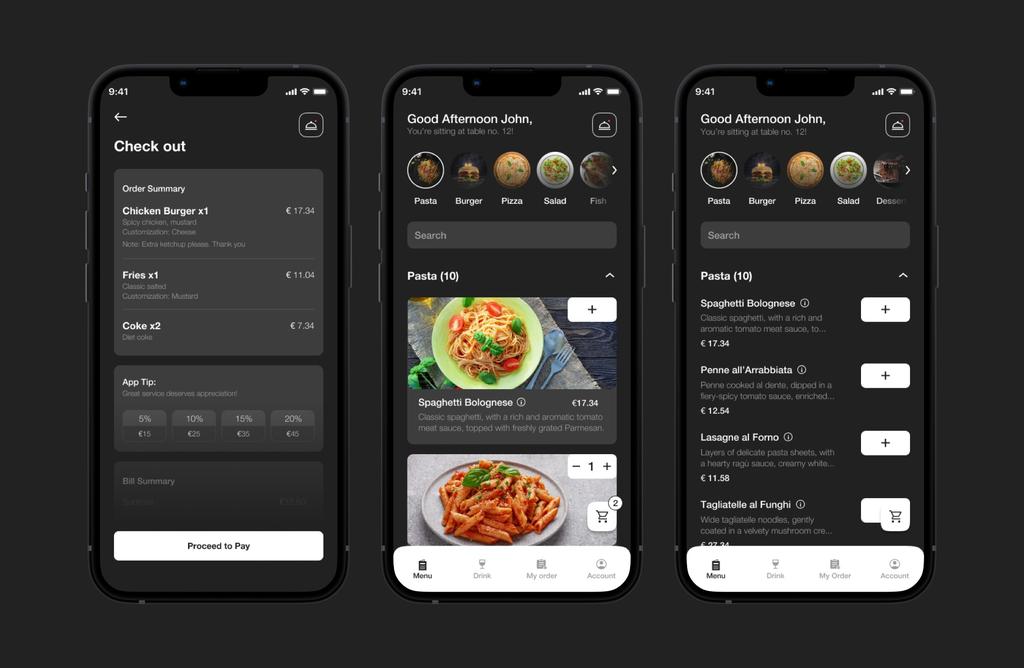 9:41
Check out
Order Summary
Chicken Burger x1 € 17.34
Spicy chicken, mustard
Customization: Cheese
Note: Extra ketchup please. Thank you
Fries x1 € 11.04
Classic salted
Customization: Mustard
Coke x2 € 7.34
Diet coke
App Tip:
Great service deserves appreciation!
5% 10% 15% 20%
€15 €25 €35 €45
Bill Summary
Subtotal
Proceed to Pay
9:41
Good Afternoon John,
You're sitting at table no. 12!
Pasta Burger Pizza Salad Fish
Search
Pasta (10)
+
Spaghetti Bolognese €17.34
Classic spaghetti, with a rich and aromatic tomato
meat sauce, topped with freshly grated Parmesan.
− 1 +
2
Menu Drink My order Account
9:41
Good Afternoon John,
You're sitting at table no. 12!
Pasta Burger Pizza Salad Dessert
Search
Pasta (10)
Spaghetti Bolognese
+
Classic spaghetti, with a rich and
aromatic tomato meat sauce, to...
€ 17.34
Penne all'Arrabbiata
+
Penne cooked al dente, dipped in a
fiery-spicy tomato sauce, enriched...
€ 12.54
Lasagne al Forno
+
Layers of delicate pasta sheets, with
a hearty ragù sauce, creamy white...
€ 11.58
Tagliatelle al Funghi
Wide tagliatelle noodles, gently
coated in a velvety mushroom cre...
€ 27.34
Menu Drink My Order Account